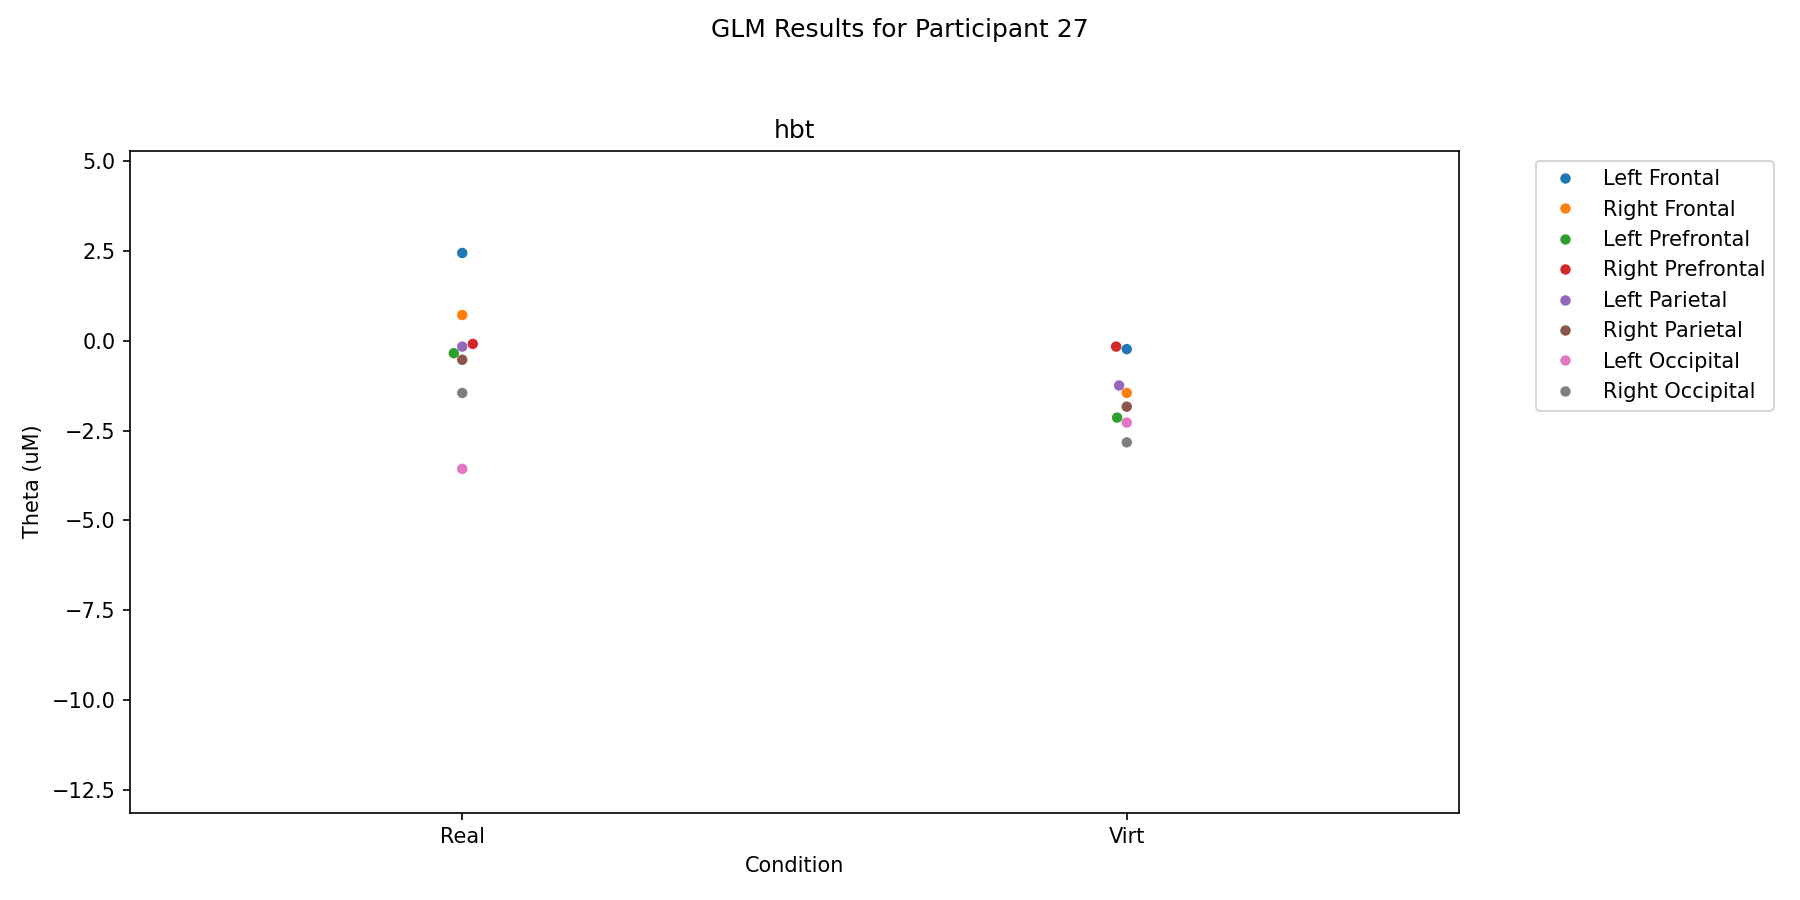 GLM Results for Participant 27
hbt
5.0
2.5
0.0
−2.5
−5.0
−7.5
−10.0
−12.5
Theta (uM)
Real
Virt
Condition
Left Frontal
Right Frontal
Left Prefrontal
Right Prefrontal
Left Parietal
Right Parietal
Left Occipital
Right Occipital